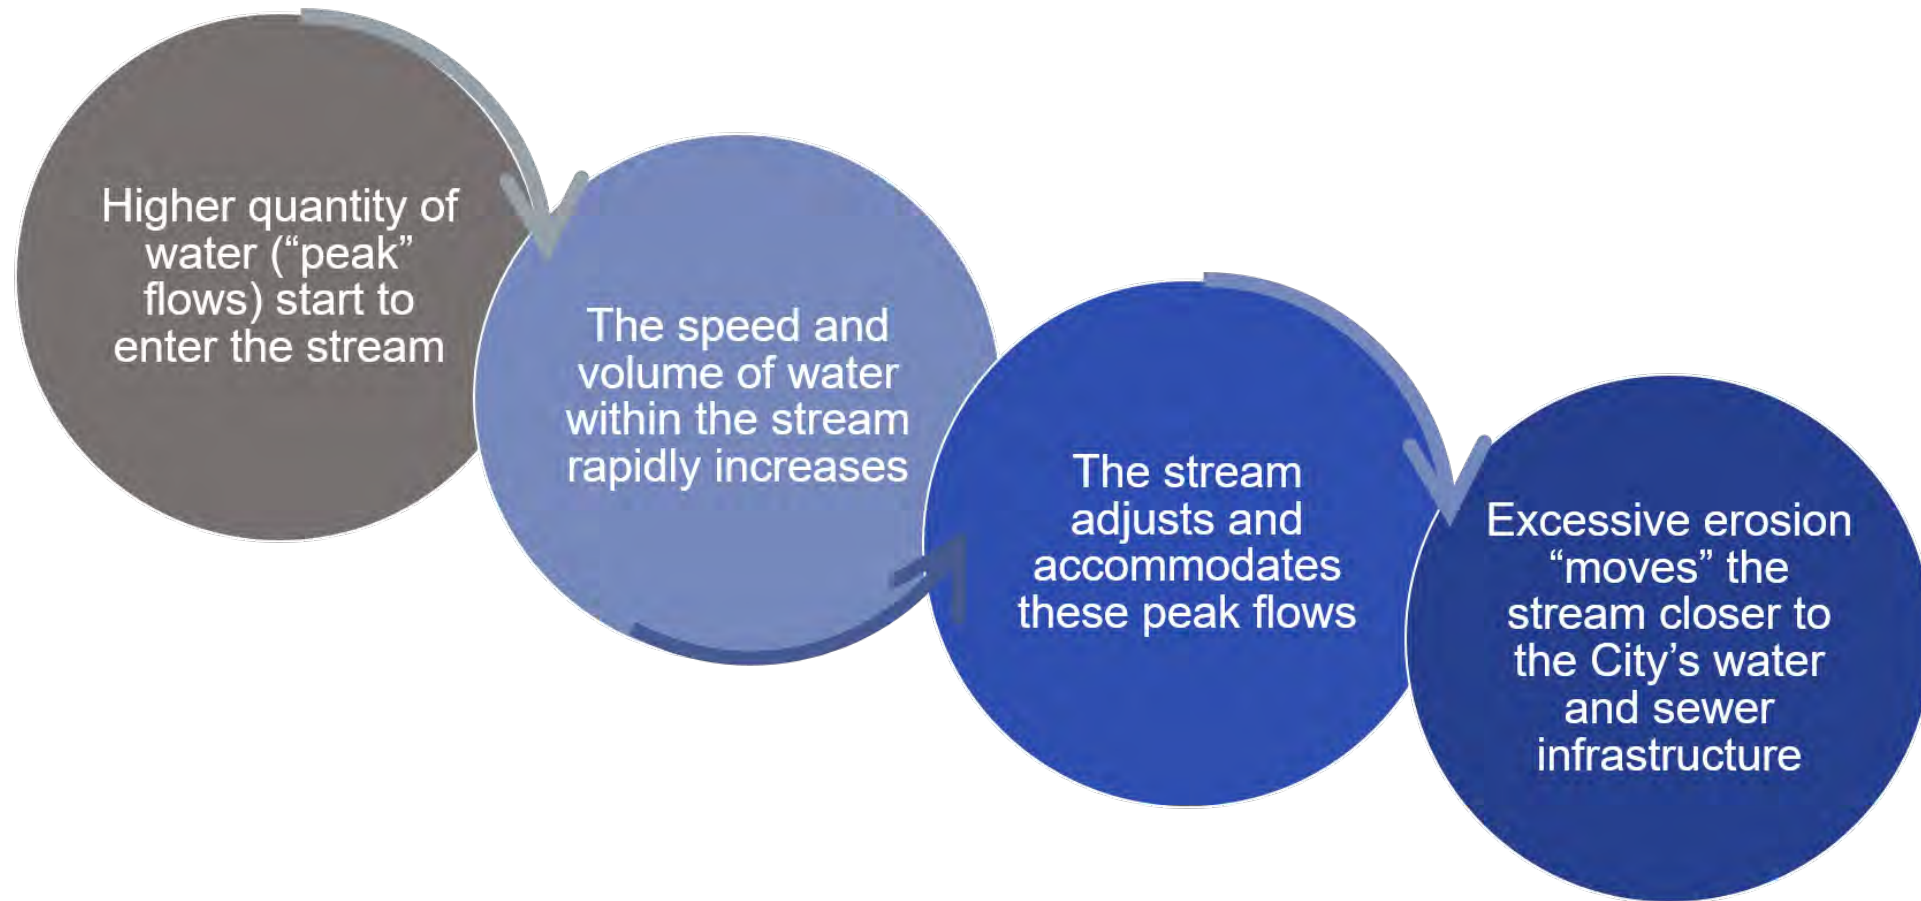 Higher quantity of
water (“peak”
flows) start to
enter the stream
The speed and
volume of water
within the stream
rapidly increases
The stream
adjusts and
accommodates
these peak flows
Excessive erosion
“moves” the
stream closer to
the City’s water
and sewer
infrastructure